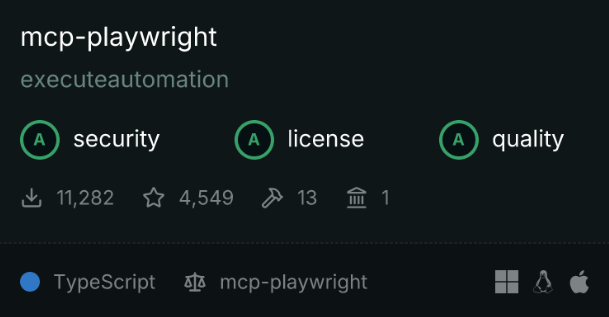 mcp-playwright
executeautomation
A security A license A quality
11,282 4,549 13 1
TypeScript mcp-playwright